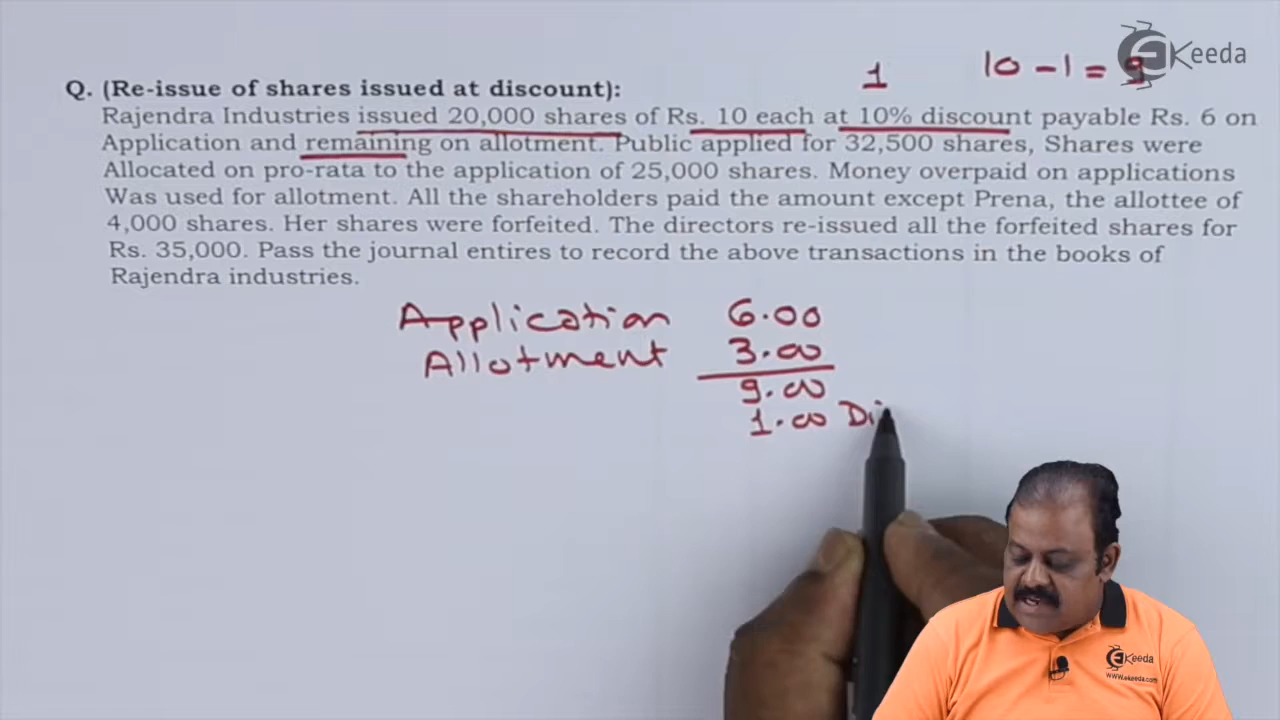 1 10 - 1 = 9
EKeeda
Q. (Re-issue of shares issued at discount):
Rajendra Industries issued 20,000 shares of Rs. 10 each at 10% discount payable Rs. 6 on
Application and remaining on allotment. Public applied for 32,500 shares, Shares were
Allocated on pro-rata to the application of 25,000 shares. Money overpaid on applications
Was used for allotment. All the shareholders paid the amount except Prena, the allottee of
4,000 shares. Her shares were forfeited. The directors re-issued all the forfeited shares for
Rs. 35,000. Pass the journal entires to record the above transactions in the books of
Rajendra industries.
Application 6.00
Allotment 3.00
9.00
1.00 Di
EKeeda
www.ekeeda.com